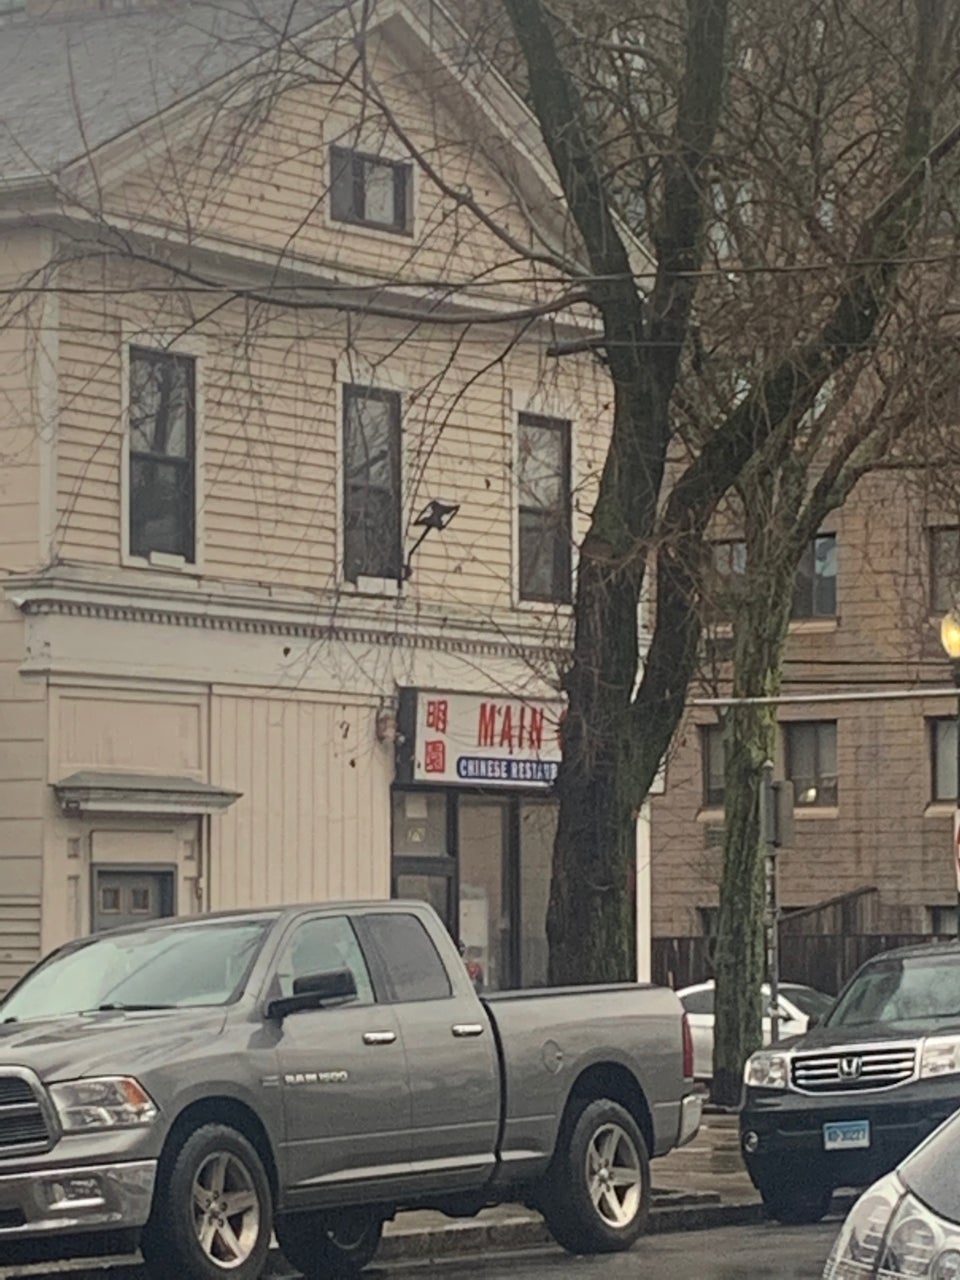 明園
MAIN
CHINESE RESTAU
RAM 1500